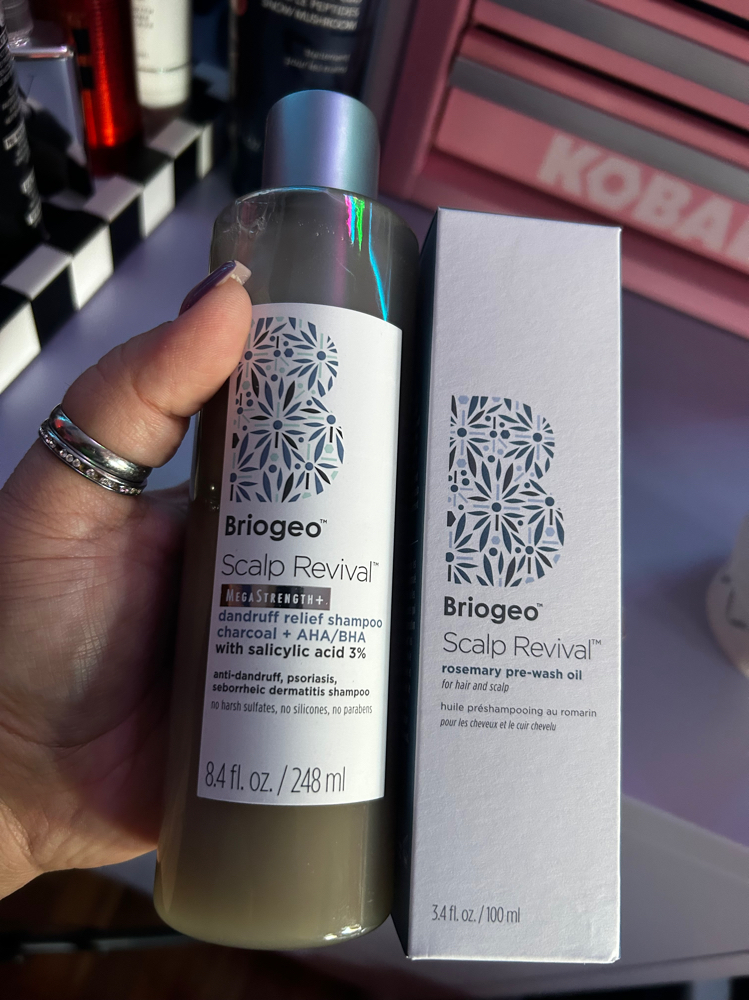 SNOW MUSHROOM
KOBAL
Briogeo™
Scalp Revival™
MEGASTRENGTH+
dandruff relief shampoo
charcoal + AHA/BHA
with salicylic acid 3%
anti-dandruff, psoriasis,
seborrheic dermatitis shampoo
no harsh sulfates, no silicones, no parabens
8.4 fl. oz. / 248 ml
Briogeo™
Scalp Revival™
rosemary pre-wash oil
for hair and scalp
huile préshampooing au romarin
pour les cheveux et le cuir chevelu
3.4 fl. oz. / 100 ml